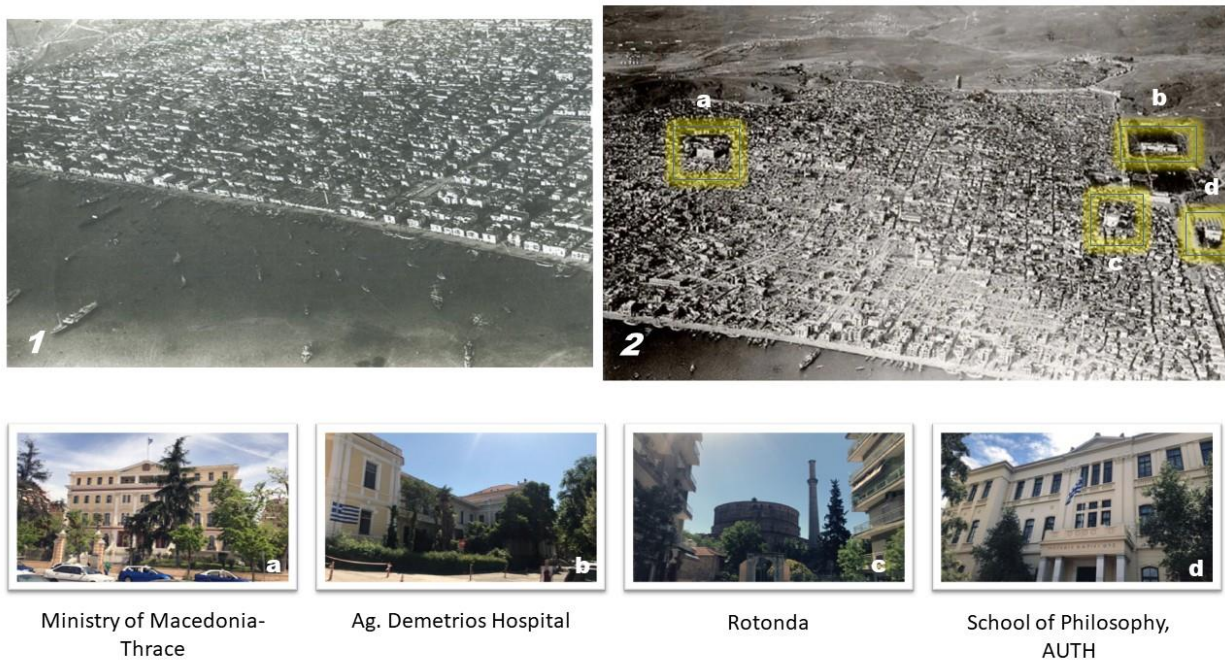 1
2
a
b
c
d
a
b
c
d
Ministry of Macedonia-
Thrace
Ag. Demetrios Hospital
Rotonda
School of Philosophy,
AUTH